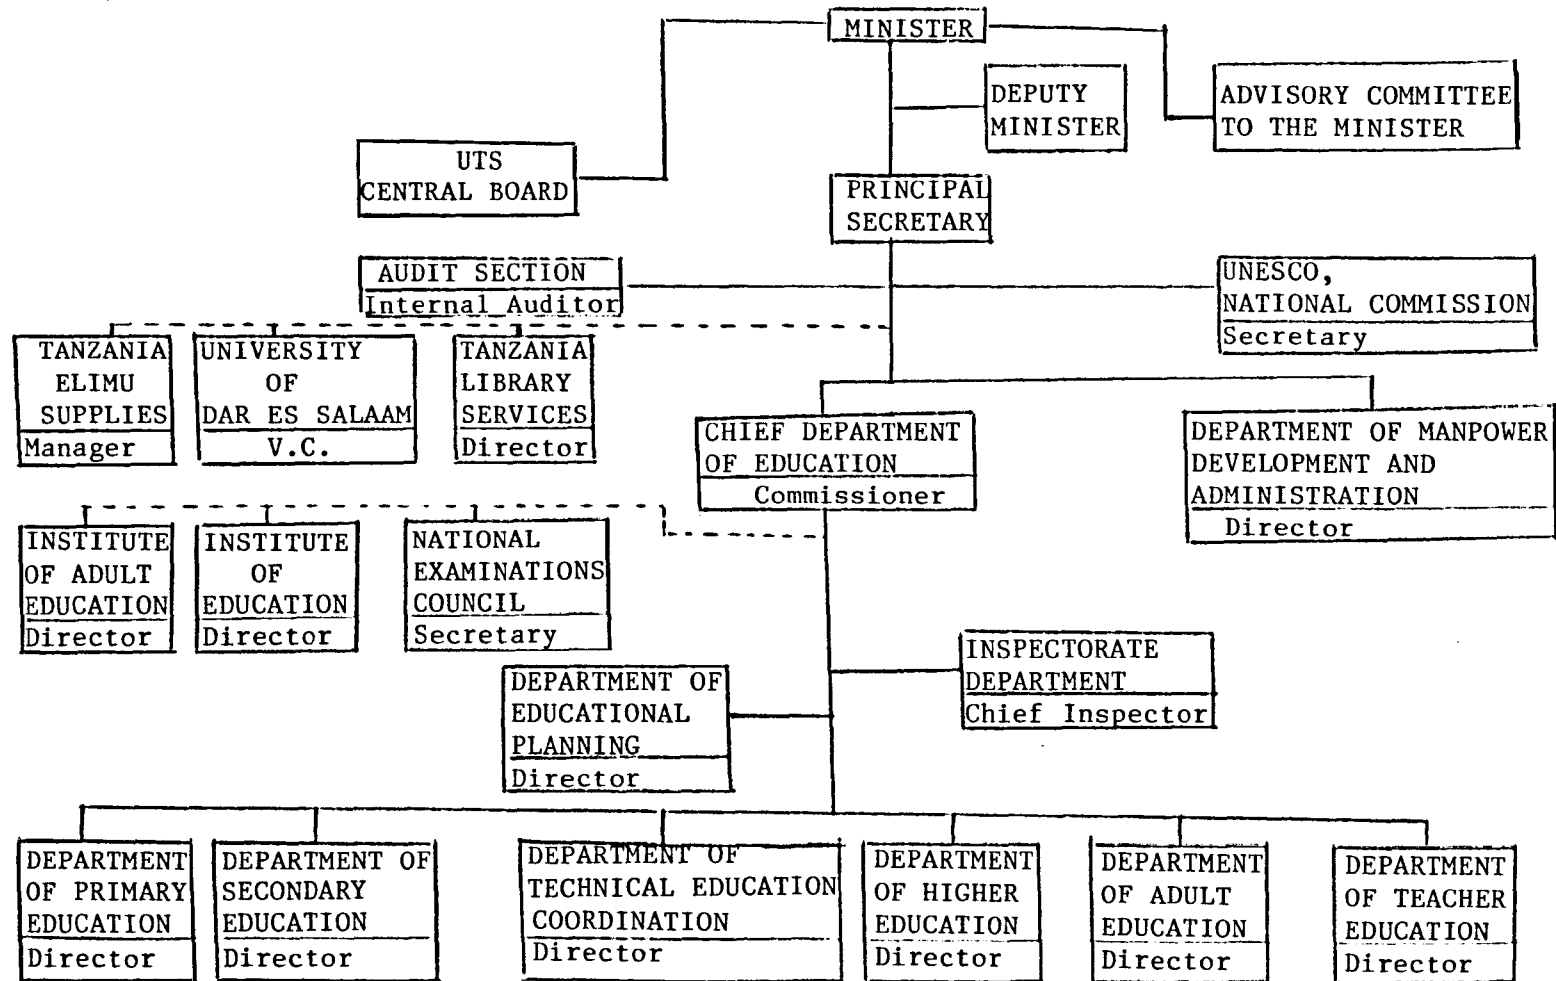 MINISTER
DEPUTY
MINISTER
ADVISORY COMMITTEE
TO THE MINISTER
UTS
CENTRAL BOARD
PRINCIPAL
SECRETARY
AUDIT SECTION
Internal Auditor
UNESCO,
NATIONAL COMMISSION
Secretary
TANZANIA
ELIMU
SUPPLIES
Manager
UNIVERSITY
OF
DAR ES SALAAM
V.C.
TANZANIA
LIBRARY
SERVICES
Director
CHIEF DEPARTMENT
OF EDUCATION
Commissioner
DEPARTMENT OF MANPOWER
DEVELOPMENT AND
ADMINISTRATION
Director
INSTITUTE
OF ADULT
EDUCATION
Director
INSTITUTE
OF
EDUCATION
Director
NATIONAL
EXAMINATIONS
COUNCIL
Secretary
INSPECTORATE
DEPARTMENT
Chief Inspector
DEPARTMENT OF
EDUCATIONAL
PLANNING
Director
DEPARTMENT
OF PRIMARY
EDUCATION
Director
DEPARTMENT OF
SECONDARY
EDUCATION
Director
DEPARTMENT OF
TECHNICAL EDUCATION
COORDINATION
Director
DEPARTMENT
OF HIGHER
EDUCATION
Director
DEPARTMENT
OF ADULT
EDUCATION
Director
DEPARTMENT
OF TEACHER
EDUCATION
Director